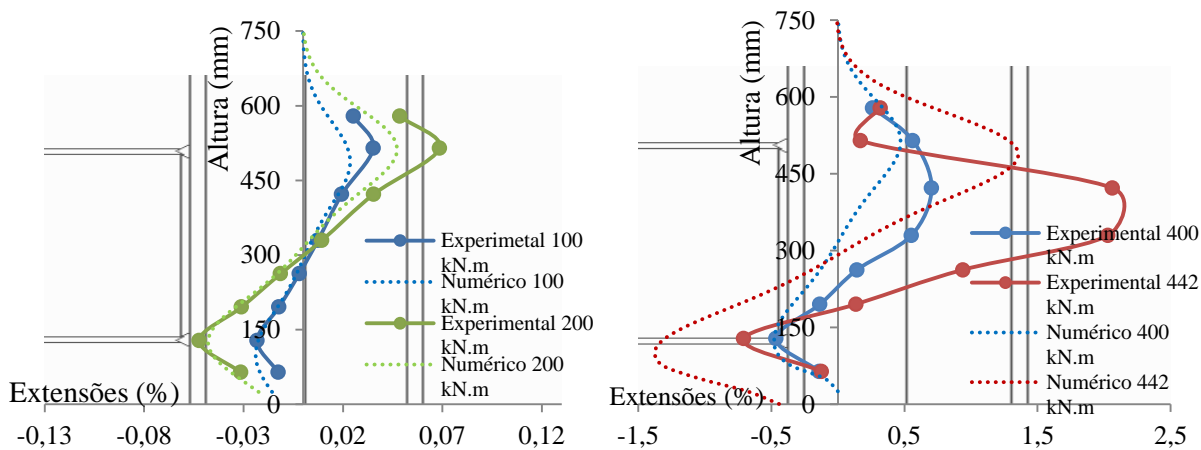 750
600
450
300
150
0
Altura (mm)
Experimetal 100
kN.m
Numérico 100
kN.m
Experimental 200
kN.m
Numérico 200
kN.m
Extensões (%)
-0,13
-0,08
-0,03
0,02
0,07
0,12
750
600
450
300
150
0
Altura (mm)
Experimental 400
kN.m
Experimental 442
kN.m
Numérico 400
kN.m
Numérico 442
kN.m
Extensões (%)
-1,5
-0,5
0,5
1,5
2,5